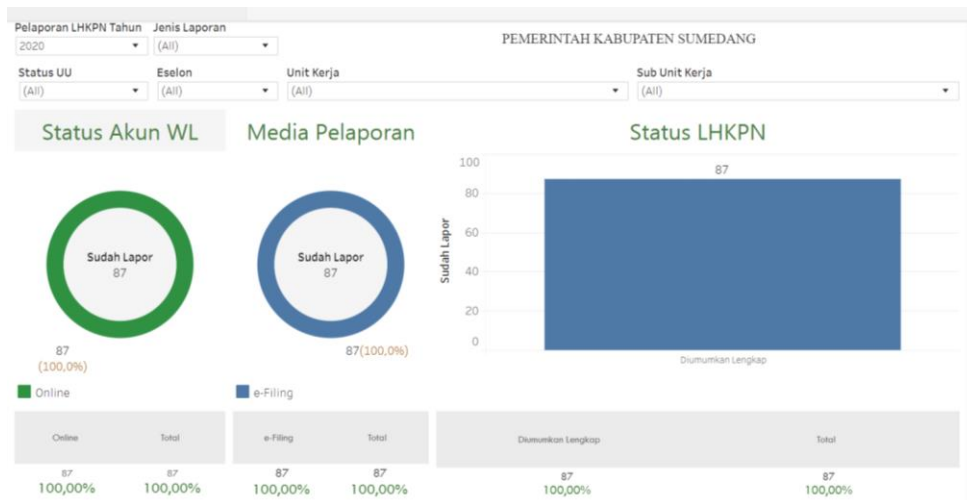 Pelaporan LHKPN Tahun Jenis Laporan
PEMERINTAH KABUPATEN SUMEDANG
2020 (All)
Status UU Eselon Unit Kerja Sub Unit Kerja
(All) (All) (All) (All)
Status Akun WL Media Pelaporan Status LHKPN
100
87
80
60
40
20
0
Sudah Lapor
Sudah Lapor
87
Sudah Lapor
87
87
(100,0%)
87(100,0%)
Diumumkan Lengkap
Online e-Filing
Online Total e-Filing Total Diumumkan Lengkap Total
87 87 87 87 87 87
100,00% 100,00% 100,00% 100,00% 100,00% 100,00%